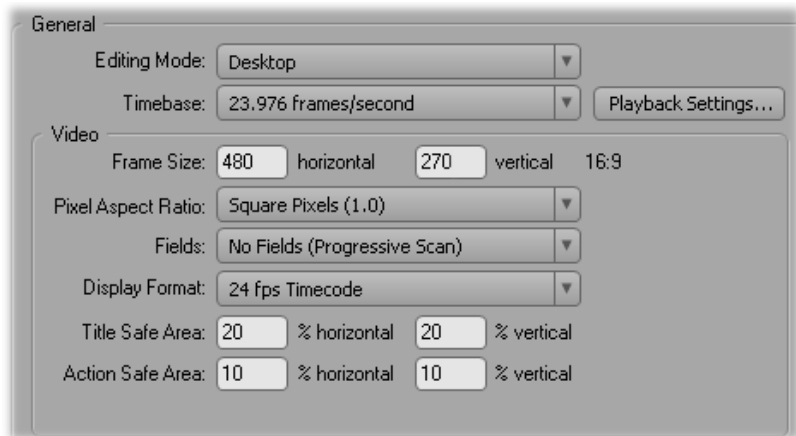 General
Editing Mode: Desktop
Timebase: 23.976 frames/second Playback Settings...
Video
Frame Size: 480 horizontal 270 vertical 16:9
Pixel Aspect Ratio: Square Pixels (1.0)
Fields: No Fields (Progressive Scan)
Display Format: 24 fps Timecode
Title Safe Area: 20 % horizontal 20 % vertical
Action Safe Area: 10 % horizontal 10 % vertical